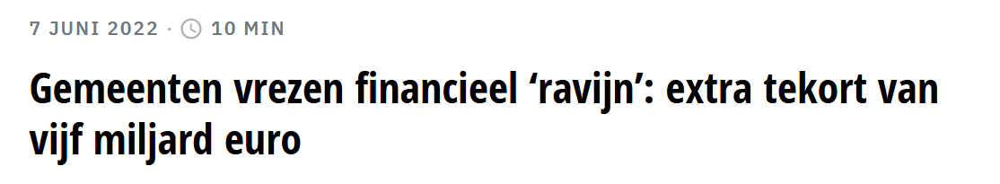 7 JUNI 2022 · 10 MIN
Gemeenten vrezen financieel ‘ravijn’: extra tekort van
vijf miljard euro